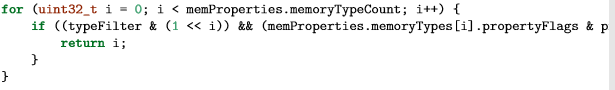 for (uint32_t i = 0; i < memProperties.memoryTypeCount; i++) {
    if ((typeFilter & (1 << i)) && (memProperties.memoryTypes[i].propertyFlags & p
        return i;
    }
}